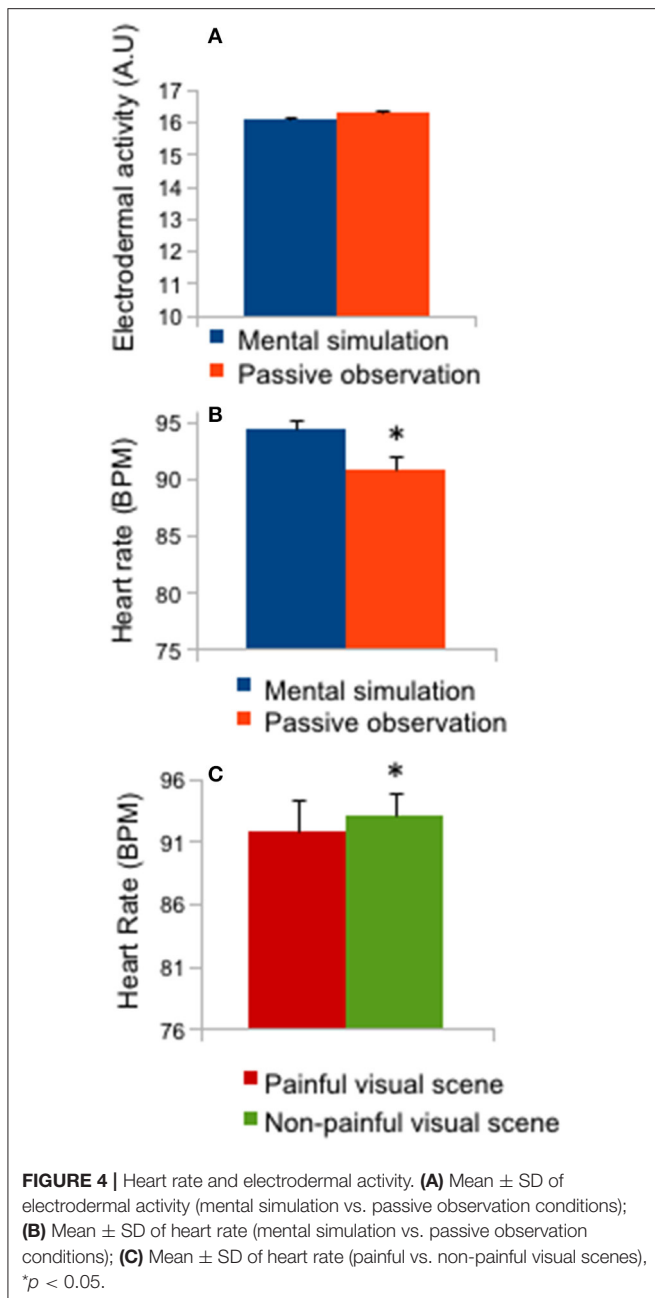 A
Electrodermal activity (A.U)
17
16
15
14
13
12
11
10
Mental simulation
Passive observation
B
Heart rate (BPM)
95
90
85
80
75
*
Mental simulation
Passive observation
C
Heart Rate (BPM)
96
91
86
81
76
*
Painful visual scene
Non-painful visual scene
FIGURE 4 | Heart rate and electrodermal activity. (A) Mean ± SD of
electrodermal activity (mental simulation vs. passive observation conditions);
(B) Mean ± SD of heart rate (mental simulation vs. passive observation
conditions); (C) Mean ± SD of heart rate (painful vs. non-painful visual scenes),
*p < 0.05.